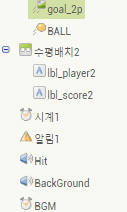 goal_2p
BALL
수평배치2
lbl_player2
lbl_score2
시계1
알림1
Hit
BackGround
BGM